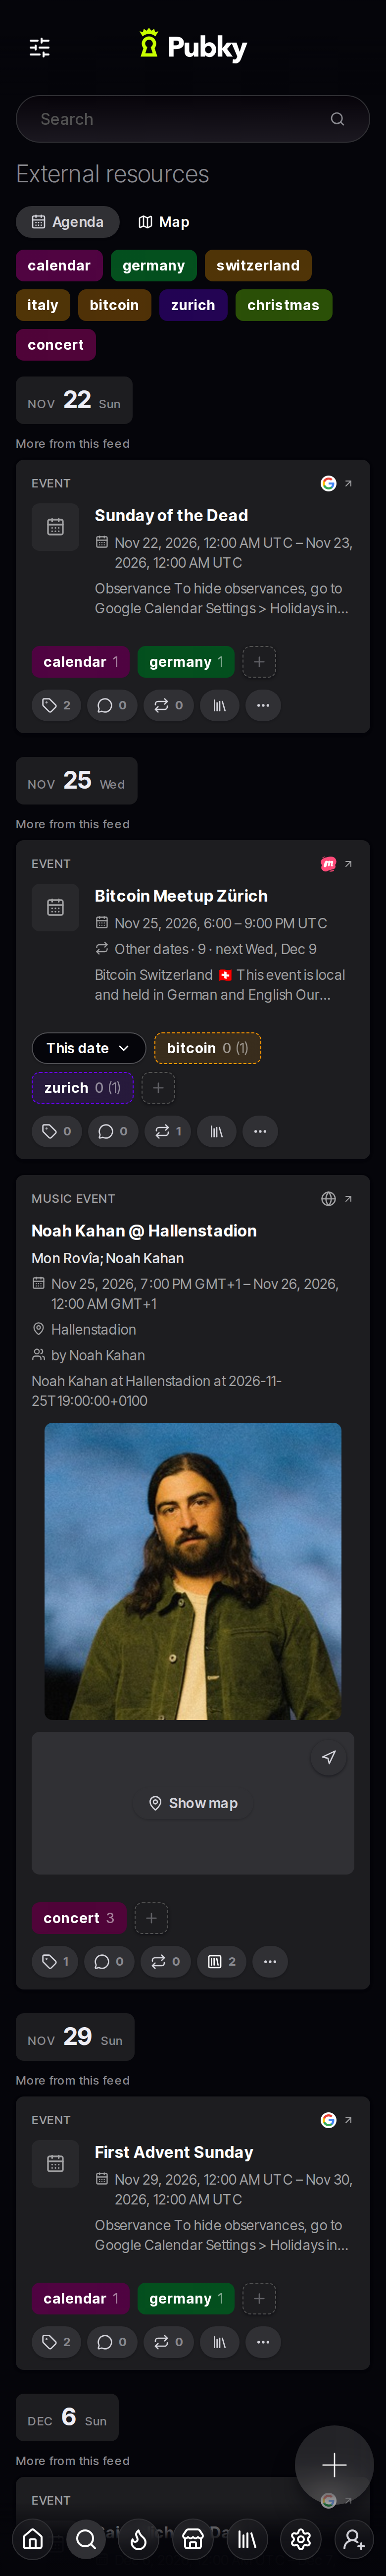 Pubky
Search
External resources
Agenda Map
calendar germany switzerland
italy bitcoin zurich christmas
concert
NOV 22 Sun
More from this feed
EVENT
Sunday of the Dead
Nov 22, 2026, 12:00 AM UTC – Nov 23,
2026, 12:00 AM UTC
Observance To hide observances, go to
Google Calendar Settings > Holidays in…
calendar 1 germany 1
2 0 0
NOV 25 Wed
More from this feed
EVENT
Bitcoin Meetup Zürich
Nov 25, 2026, 6:00 – 9:00 PM UTC
Other dates · 9 · next Wed, Dec 9
Bitcoin Switzerland 🇨🇭 This event is local
and held in German and English Our…
This date bitcoin 0 (1)
zurich 0 (1)
0 0 1
MUSIC EVENT
Noah Kahan @ Hallenstadion
Mon Rovîa; Noah Kahan
Nov 25, 2026, 7:00 PM GMT+1 – Nov 26, 2026,
12:00 AM GMT+1
Hallenstadion
by Noah Kahan
Noah Kahan at Hallenstadion at 2026-11-
25T19:00:00+0100
Show map
concert 3
1 0 0 2
NOV 29 Sun
More from this feed
EVENT
First Advent Sunday
Nov 29, 2026, 12:00 AM UTC – Nov 30,
2026, 12:00 AM UTC
Observance To hide observances, go to
Google Calendar Settings > Holidays in…
calendar 1 germany 1
2 0 0
DEC 6 Sun
More from this feed
EVENT